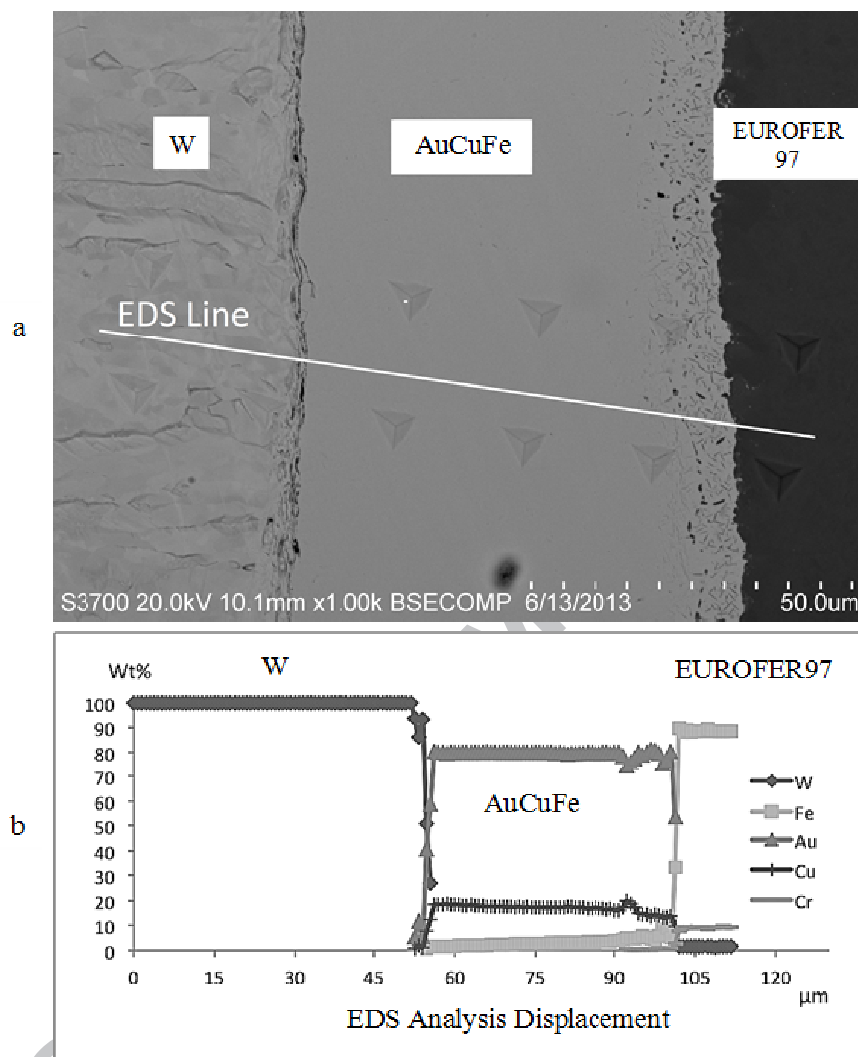 W
AuCuFe
EUROFER
97
a
EDS Line
S3700 20.0kV 10.1mm x1.00k BSECOMP 6/13/2013 50.0um
Wt%
W
EUROFER97
100
90
80
70
60
50
40
30
20
10
0
AuCuFe
b
W
Fe
Au
Cu
Cr
0 15 30 45 60 75 90 102 120
µm
EDS Analysis Displacement